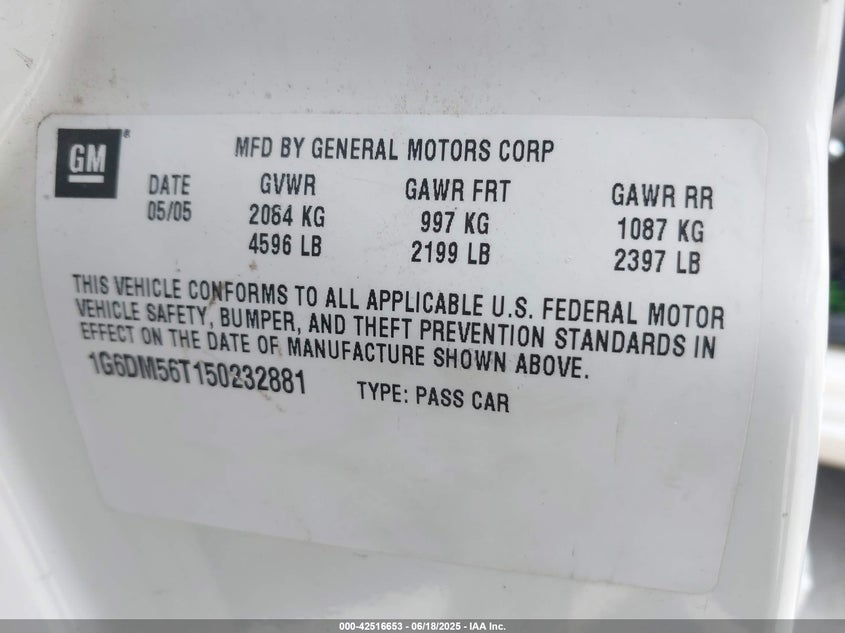 GM®
MFD BY GENERAL MOTORS CORP
DATE GVWR GAWR FRT GAWR RR
05/05 2084 KG 997 KG 1087 KG
4596 LB 2199 LB 2397 LB
THIS VEHICLE CONFORMS TO ALL APPLICABLE U.S. FEDERAL MOTOR
VEHICLE SAFETY, BUMPER, AND THEFT PREVENTION STANDARDS IN
EFFECT ON THE DATE OF MANUFACTURE SHOWN ABOVE.
1G6DM56T150232881 TYPE: PASS CAR
000-42516653 - 06/18/2025 - IAA Inc.